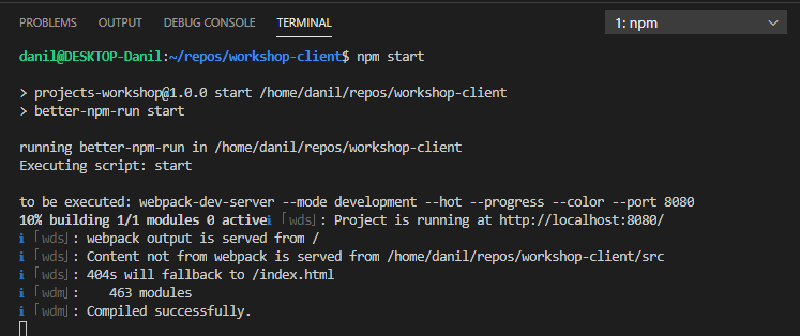 PROBLEMS OUTPUT DEBUG CONSOLE TERMINAL 1: npm
danil@DESKTOP-Danil:~/repos/workshop-client$ npm start
> projects-workshop@1.0.0 start /home/danil/repos/workshop-client
> better-npm-run start
running better-npm-run in /home/danil/repos/workshop-client
Executing script: start
to be executed: webpack-dev-server --mode development --hot --progress --color --port 8080
10% building 1/1 modules 0 activeℹ 「wds」: Project is running at http://localhost:8080/
ℹ 「wds」: webpack output is served from /
ℹ 「wds」: Content not from webpack is served from /home/danil/repos/workshop-client/src
ℹ 「wds」: 404s will fallback to /index.html
ℹ 「wdm」:    463 modules
ℹ 「wdm」: Compiled successfully.